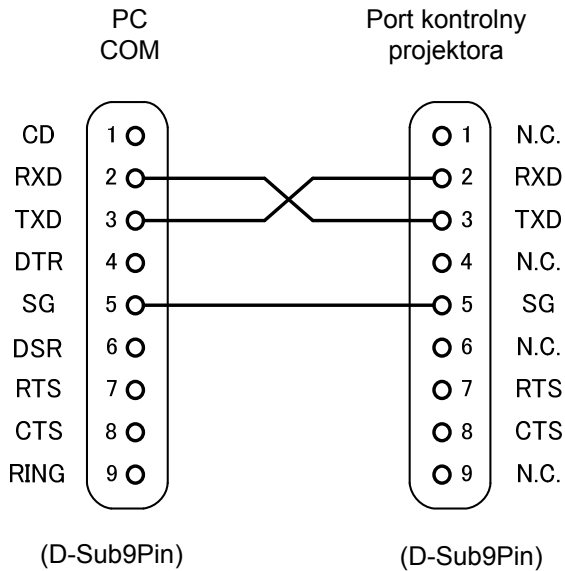 PC
COM
Port kontrolny
projektora
CD 1 1 N.C.
RXD 2 2 RXD
TXD 3 3 TXD
DTR 4 4 N.C.
SG 5 5 SG
DSR 6 6 N.C.
RTS 7 7 RTS
CTS 8 8 CTS
RING 9 9 N.C.
(D-Sub9Pin) (D-Sub9Pin)